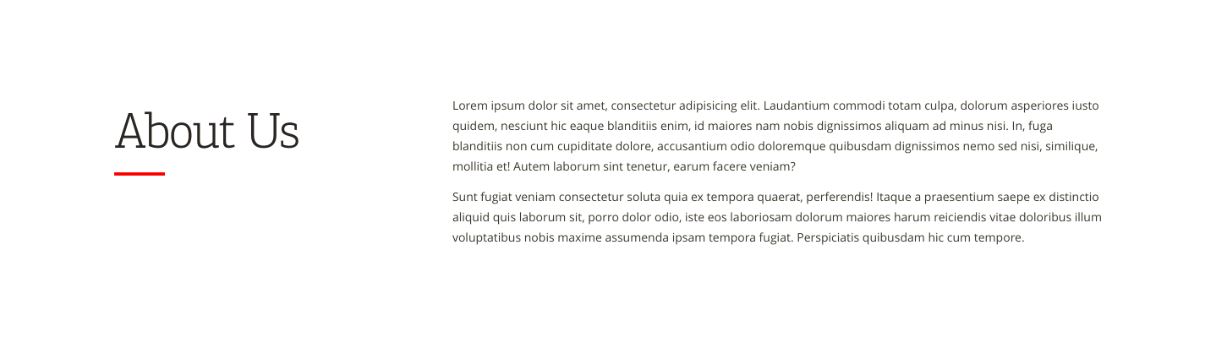 About Us
Lorem ipsum dolor sit amet, consectetur adipisicing elit. Laudantium commodi totam culpa, dolorum asperiores iusto
quidem, nesciunt hic eaque blanditiis enim, id maiores nam nobis dignissimos aliquam ad minus nisi. In, fuga
blanditiis non cum cupiditate dolore, accusantium odio doloremque quibusdam dignissimos nemo sed nisi, similique,
mollitia et! Autem laborum sint tenetur, earum facere veniam?
Sunt fugiat veniam consectetur soluta quia ex tempora quaerat, perferendis! Itaque a praesentium saepe ex distinctio
aliquid quis laborum sit, porro dolor odio, iste eos laboriosam dolorum maiores harum reiciendis vitae doloribus illum
voluptatibus nobis maxime assumenda ipsam tempora fugiat. Perspiciatis quibusdam hic cum tempore.